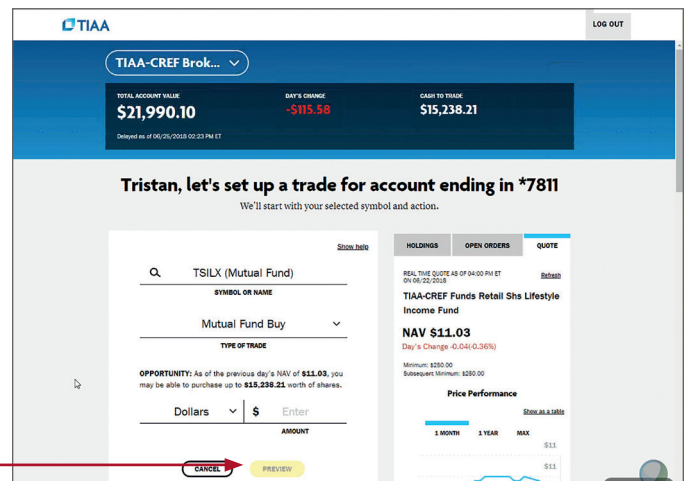 TIAA
LOG OUT
TIAA-CREF Brok...
TOTAL ACCOUNT VALUE
$21,990.10
Delayed as of 06/25/2018 02:23 PM ET
DAY'S CHANGE
-$115.58
CASH TO TRADE
$15,238.21
Tristan, let's set up a trade for account ending in *7811
We'll start with your selected symbol and action.
Show help
TSILX (Mutual Fund)
SYMBOL OR NAME
Mutual Fund Buy
TYPE OF TRADE
OPPORTUNITY: As of the previous day's NAV of $11.03, you
may be able to purchase up to $15,238.21 worth of shares.
Dollars $ Enter
AMOUNT
CANCEL PREVIEW
HOLDINGS OPEN ORDERS QUOTE
REAL TIME QUOTE AS OF 04:00 PM ET
ON 06/22/2018
Refresh
TIAA-CREF Funds Retail Shs Lifestyle
Income Fund
NAV $11.03
Day's Change -0.04(-0.36%)
Minimum: $250.00
Subsequent Minimum: $250.00
Price Performance
Show as a table
1 MONTH 1 YEAR MAX
$11
$11